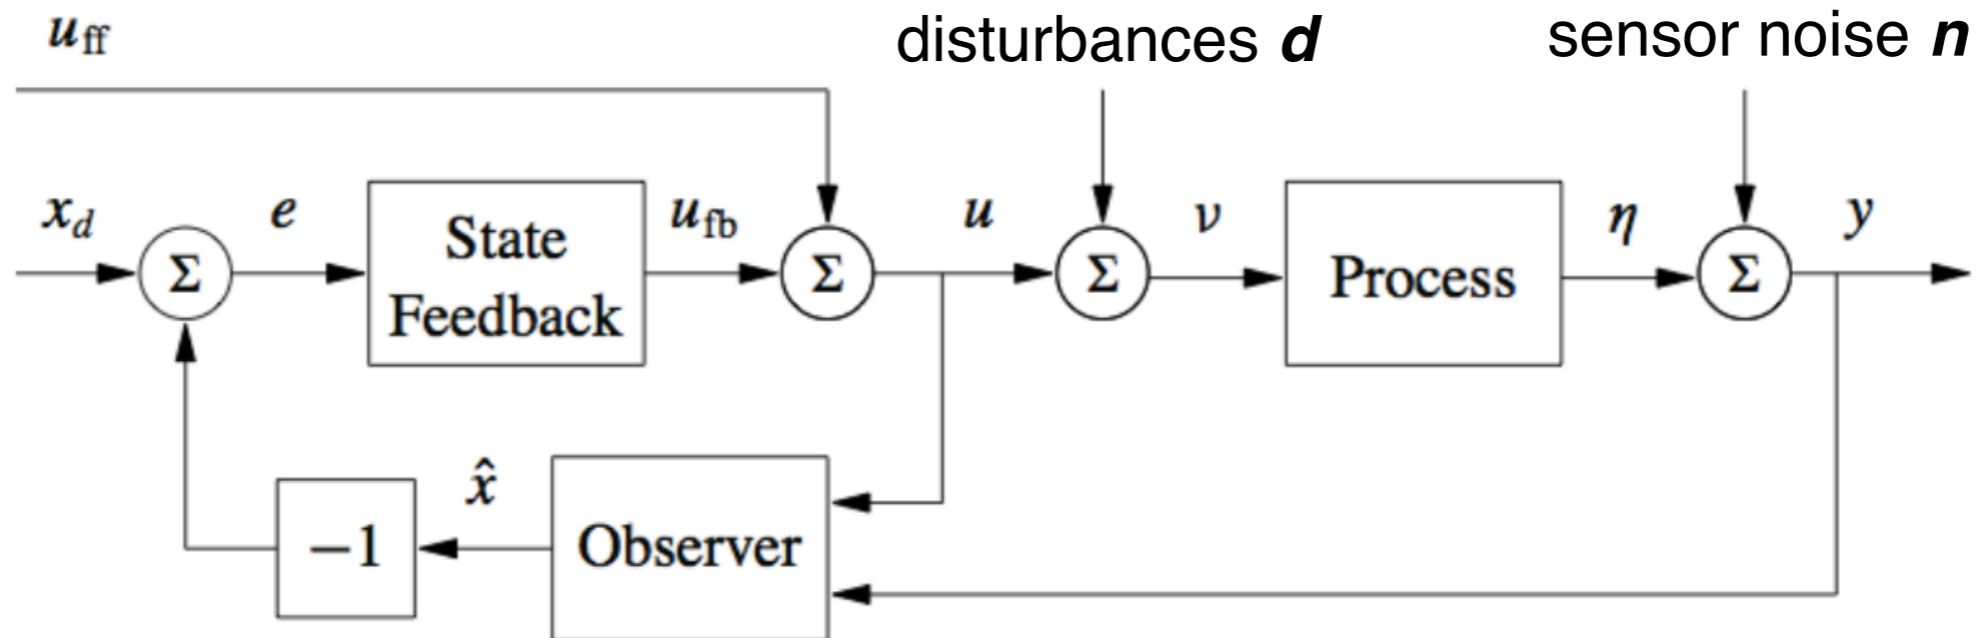 u_ff
disturbances d
sensor noise n
x_d
Σ
e
State
Feedback
u_fb
Σ
u
Σ
ν
Process
η
Σ
y
−1
x̂
Observer